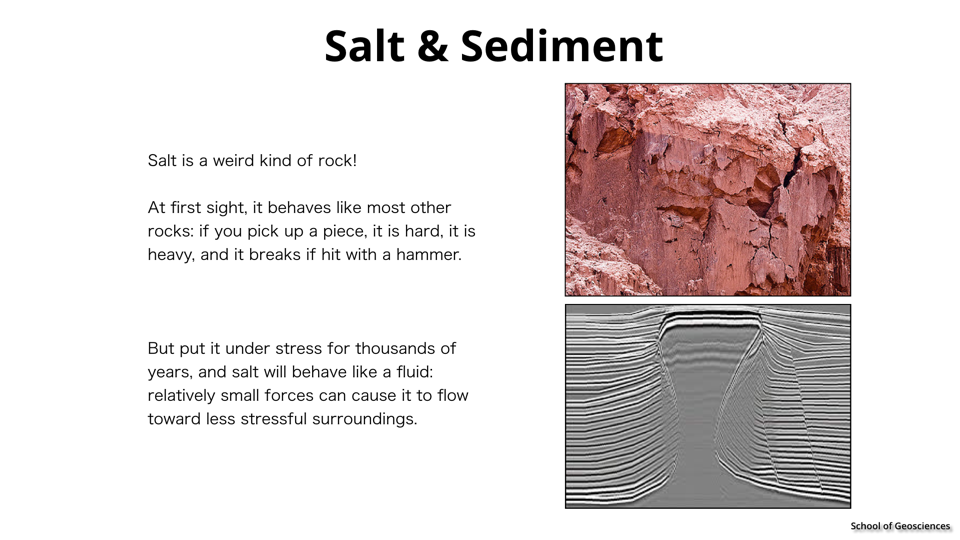 Salt & Sediment
Salt is a weird kind of rock!
At first sight, it behaves like most other
rocks: if you pick up a piece, it is hard, it is
heavy, and it breaks if hit with a hammer.
But put it under stress for thousands of
years, and salt will behave like a fluid:
relatively small forces can cause it to flow
toward less stressful surroundings.
School of Geosciences